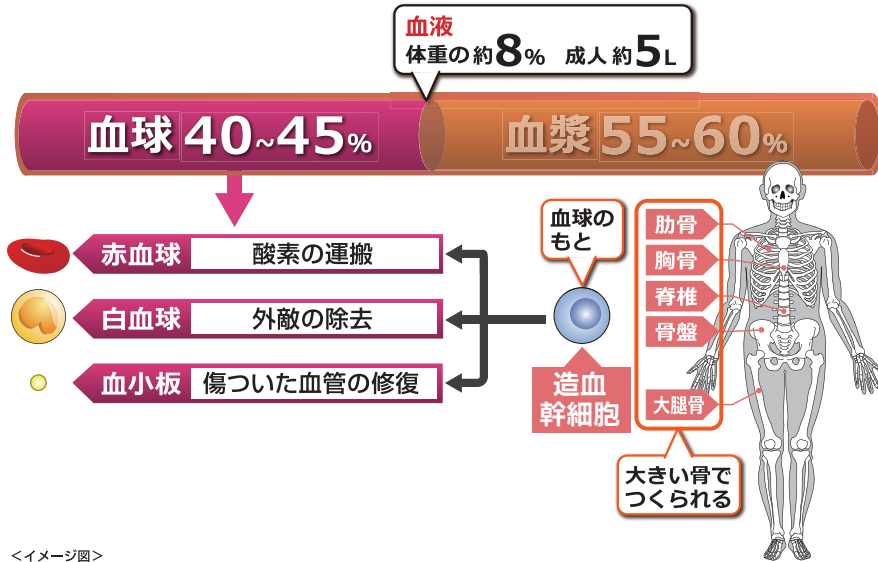 血液
体重の約8% 成人約5L
血球 40~45%
血漿 55~60%
赤血球 酸素の運搬
白血球 外敵の除去
血小板 傷ついた血管の修復
血球の
もと
造血
幹細胞
肋骨
胸骨
脊椎
骨盤
大腿骨
大きい骨で
つくられる
＜イメージ図＞